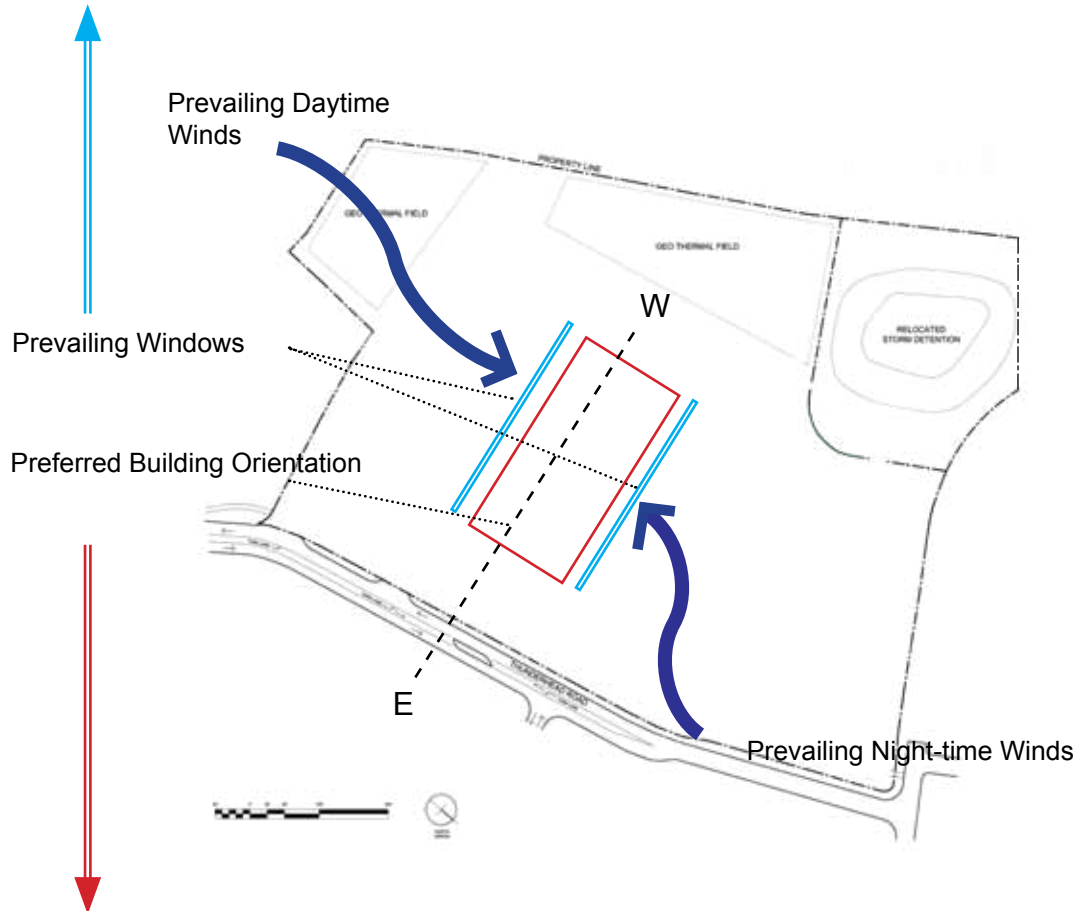 Prevailing Daytime
Winds
PROPERTY LINE
GEO THERMAL FIELD
GEO THERMAL FIELD
W
RELOCATED
STORM DETENTION
Prevailing Windows
Preferred Building Orientation
THUNDERHEAD ROAD
E
Prevailing Night-time Winds